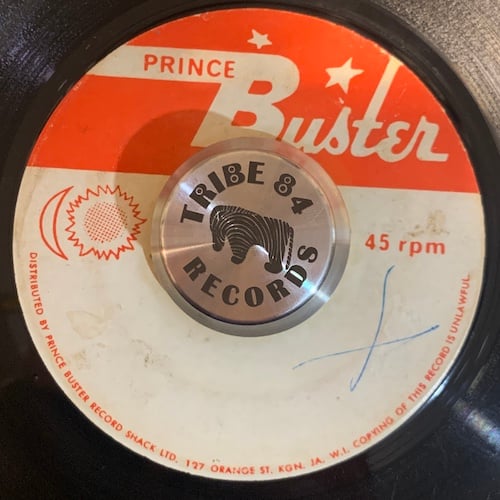 PRINCE
Buster
TRIBE 84
RECORDS
45 rpm
DISTRIBUTED BY PRINCE BUSTER RECORD SHACK LTD. 127 ORANGE ST. KGN. JA. W.I. COPYING OF THIS RECORD IS UNLAWFUL.